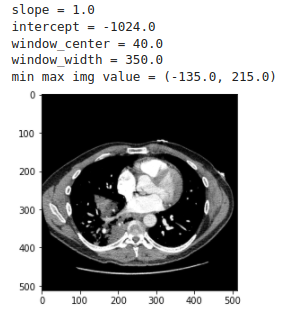 slope = 1.0
intercept = -1024.0
window_center = 40.0
window_width = 350.0
min max img value = (-135.0, 215.0)
0
100
200
300
400
500
0 100 200 300 400 500